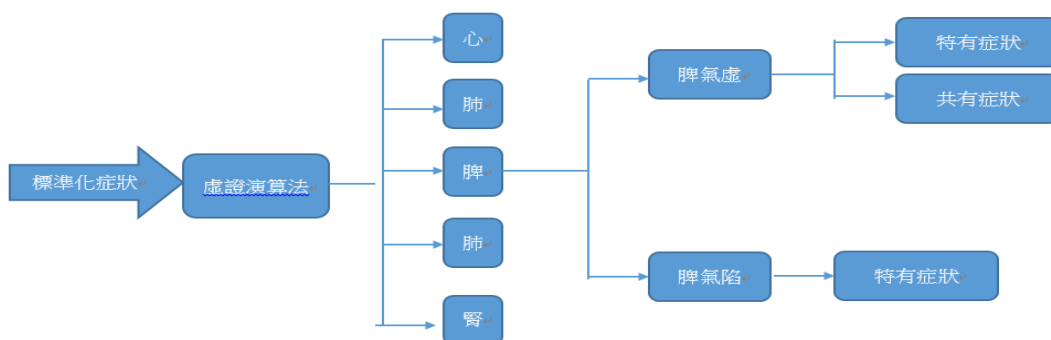 標準化症狀
虛證演算法
心
肺
脾
肺
腎
脾氣虛
脾氣陷
特有症狀
共有症狀
特有症狀